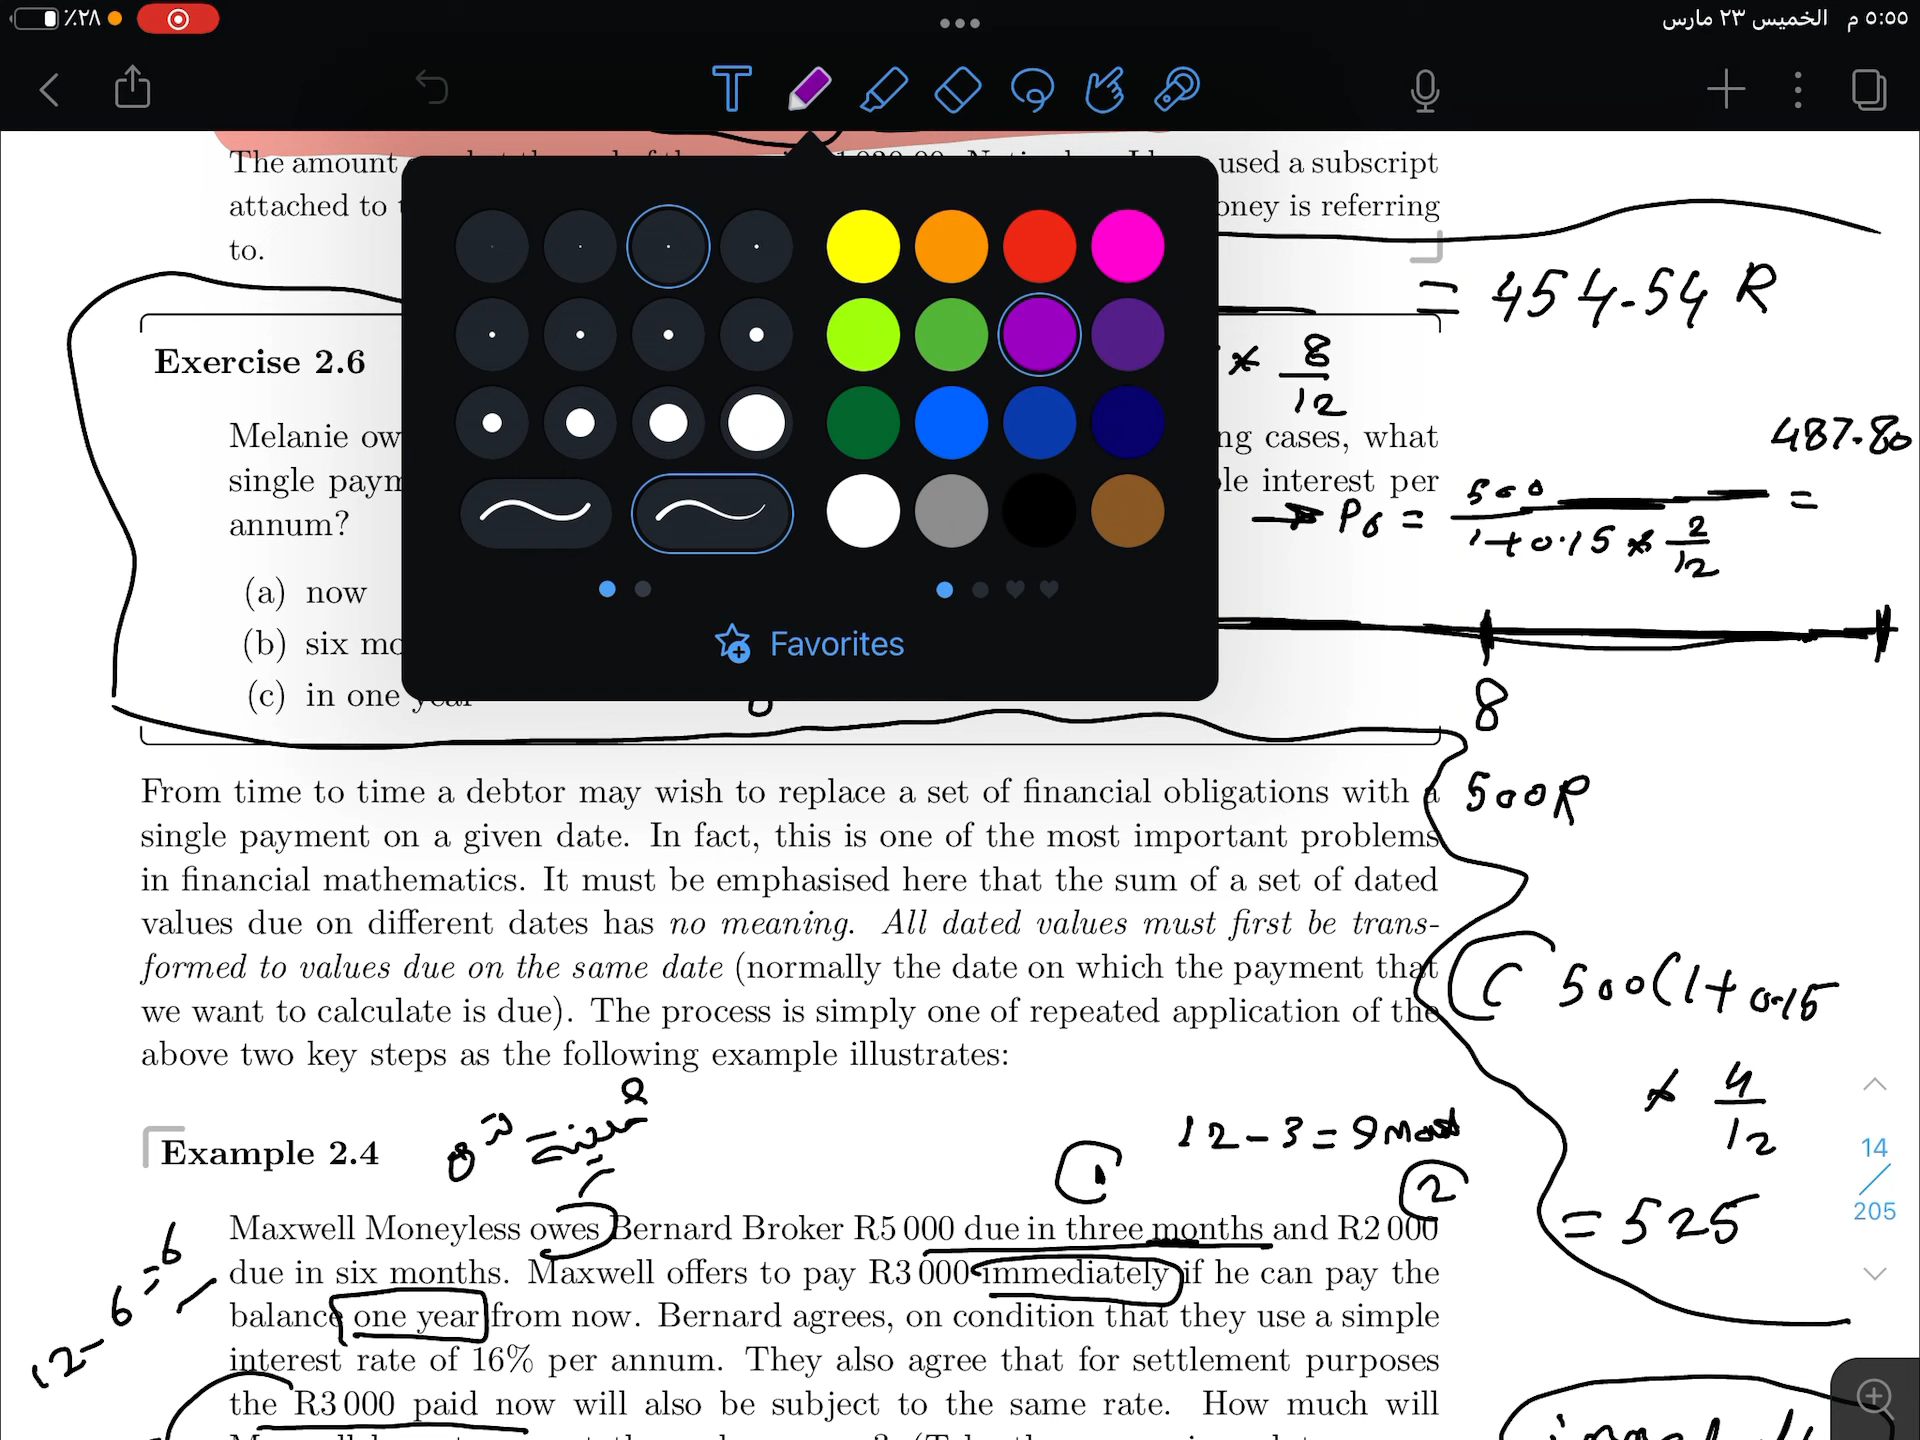 ٪٢٨
٥:٥٥ م الخميس ٢٣ مارس
The amount
used a subscript
attached to
oney is referring
to.
= 454.54 R
Exercise 2.6
* 8/12
487.80
Melanie ow
ng cases, what
single paym
le interest per
annum?
→ P6 = 500 / 1+0.15 * 2/12 =
(a) now
(b) six mo
(c) in one year
Favorites
8
500R
From time to time a debtor may wish to replace a set of financial obligations with a
single payment on a given date. In fact, this is one of the most important problems
in financial mathematics. It must be emphasised here that the sum of a set of dated
values due on different dates has no meaning. All dated values must first be trans-
formed to values due on the same date (normally the date on which the payment that
we want to calculate is due). The process is simply one of repeated application of the
above two key steps as the following example illustrates:
C 500(1+0.15
* 4/12
= 525
14
205
12-3=9
1
2
Example 2.4
12-6=6
Maxwell Moneyless owes Bernard Broker R5 000 due in three months and R2 000
due in six months. Maxwell offers to pay R3 000 immediately if he can pay the
balance one year from now. Bernard agrees, on condition that they use a simple
interest rate of 16% per annum. They also agree that for settlement purposes
the R3 000 paid now will also be subject to the same rate. How much will